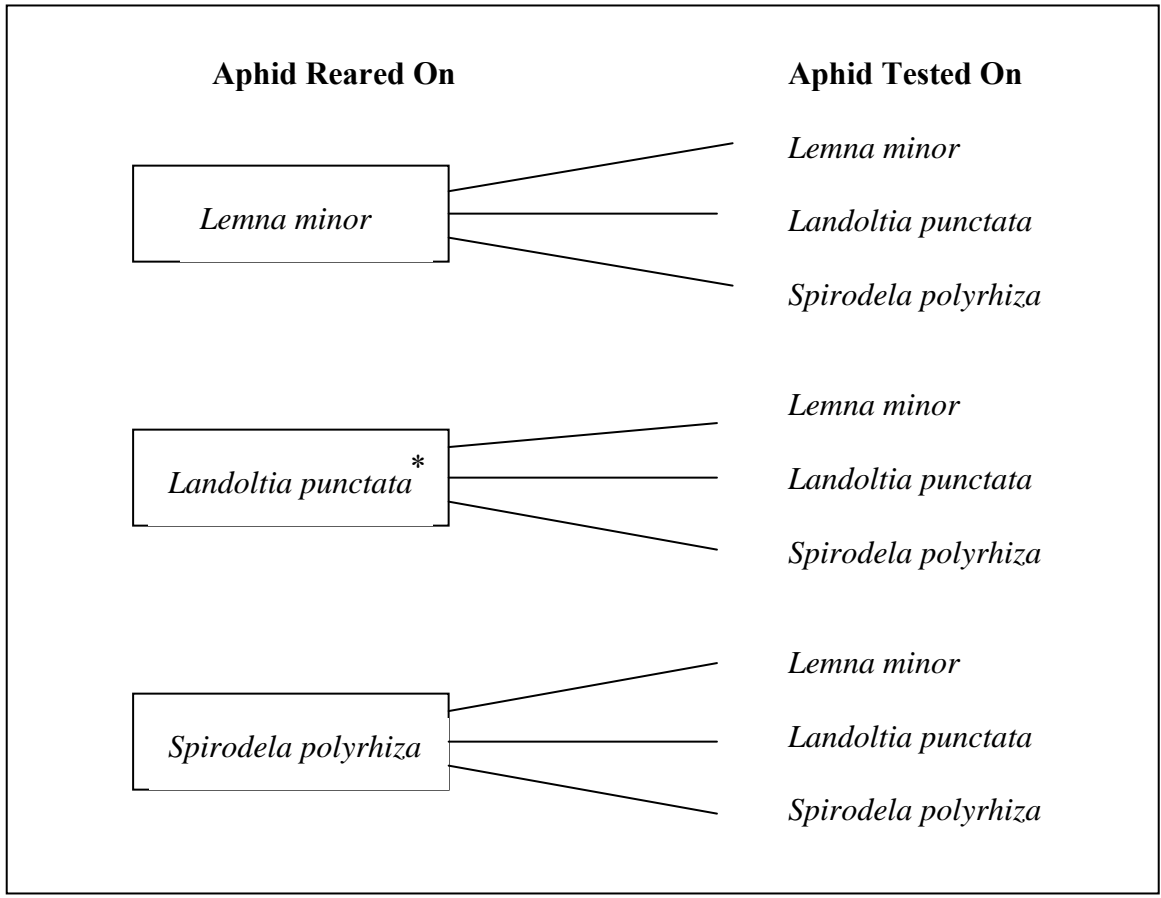 Aphid Reared On
Aphid Tested On
Lemna minor
Lemna minor
Landoltia punctata
Spirodela polyrhiza
Landoltia punctata*
Lemna minor
Landoltia punctata
Spirodela polyrhiza
Spirodela polyrhiza
Lemna minor
Landoltia punctata
Spirodela polyrhiza